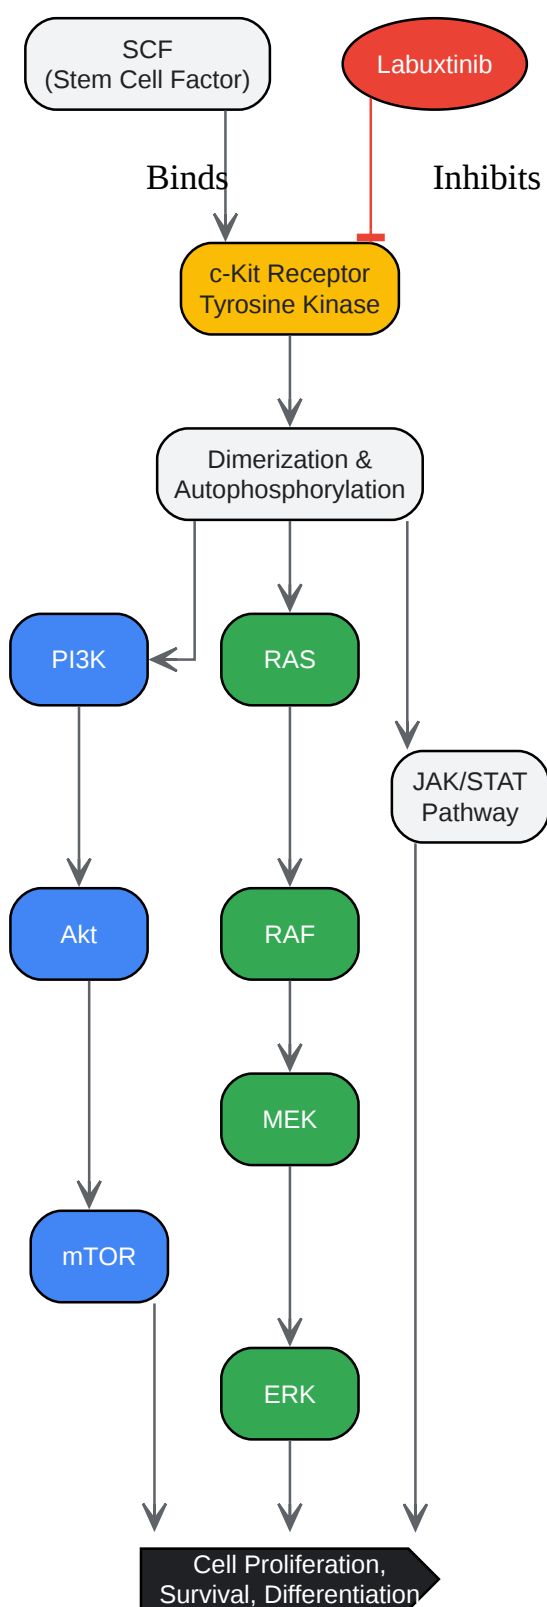 SCF
(Stem Cell Factor)
Labuxtinib
Binds
Inhibits
c-Kit Receptor
Tyrosine Kinase
Dimerization &
Autophosphorylation
PI3K
RAS
JAK/STAT
Pathway
Akt
RAF
MEK
mTOR
ERK
Cell Proliferation,
Survival, Differentiation